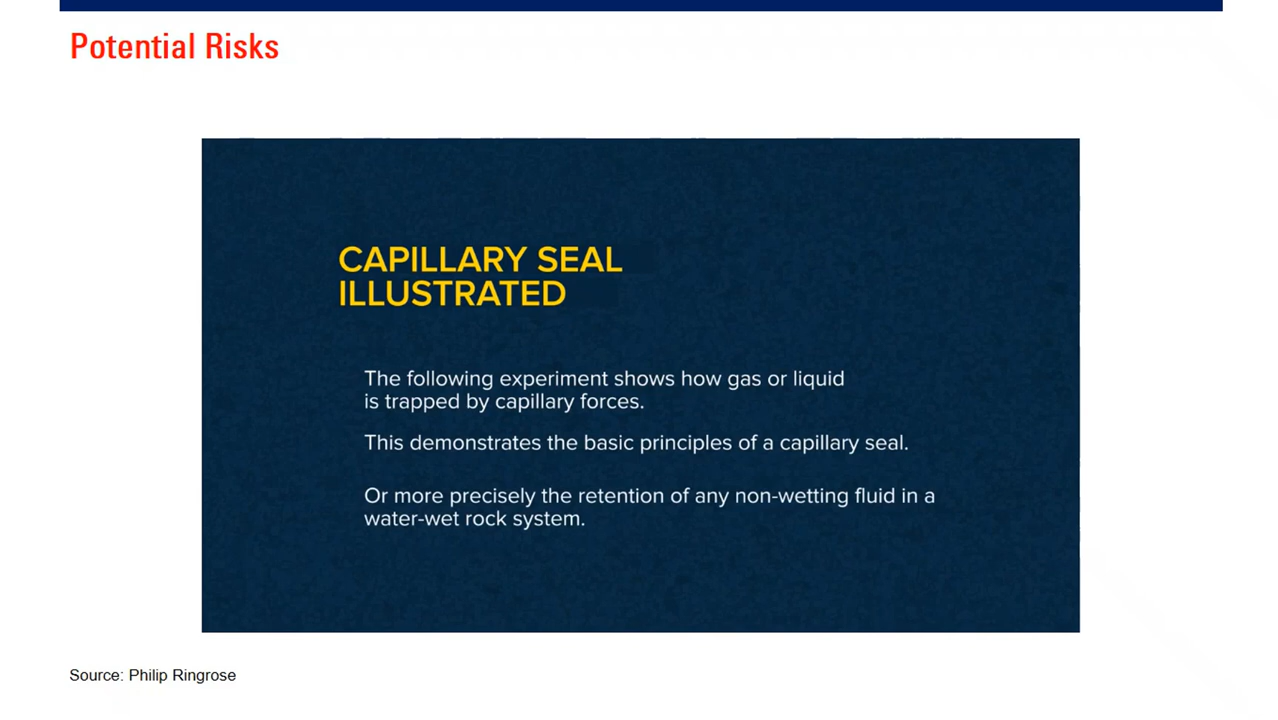 Potential Risks
CAPILLARY SEAL
ILLUSTRATED
The following experiment shows how gas or liquid
is trapped by capillary forces.
This demonstrates the basic principles of a capillary seal.
Or more precisely the retention of any non-wetting fluid in a
water-wet rock system.
Source: Philip Ringrose